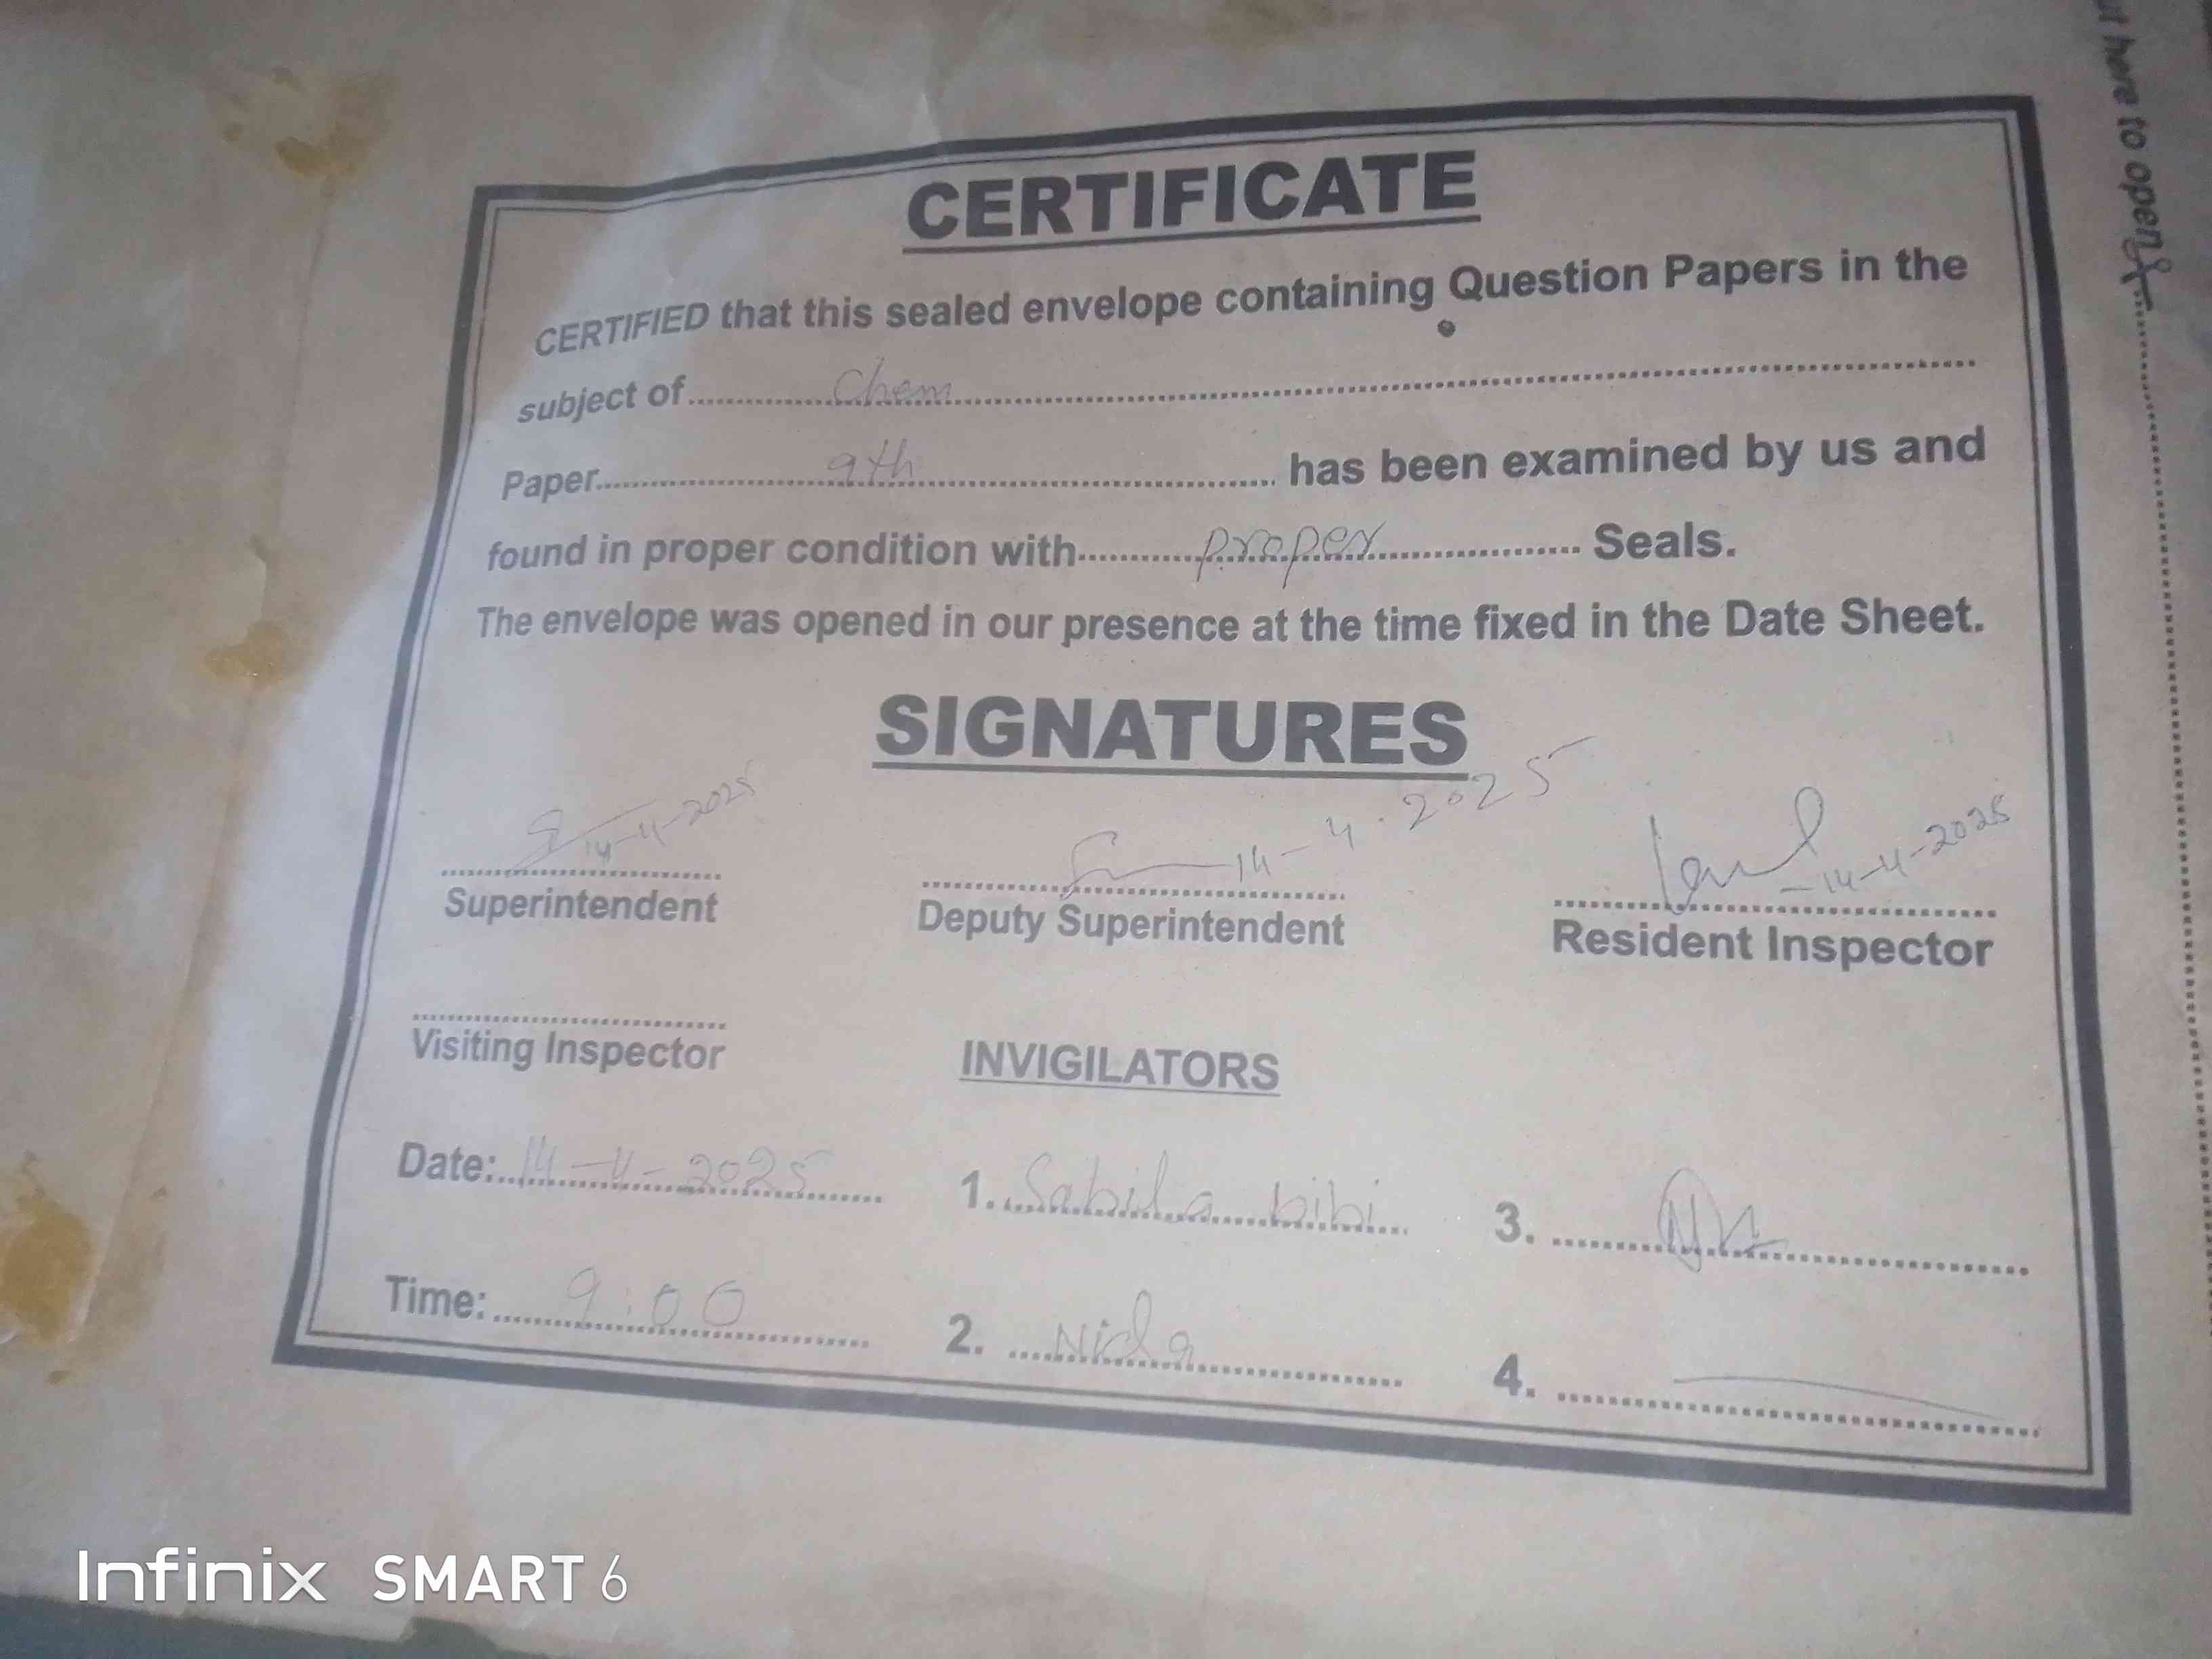 ut here to open
CERTIFICATE
CERTIFIED that this sealed envelope containing Question Papers in the
subject of.......Chem.......
Paper.......9th....... has been examined by us and
found in proper condition with.......proper....... Seals.
The envelope was opened in our presence at the time fixed in the Date Sheet.
SIGNATURES
14-4-2025 14-4.2025 14-4-2025
Superintendent Deputy Superintendent Resident Inspector
Visiting Inspector INVIGILATORS
Date:14-4-2025 1. Sabila bibi 3.
Time: 9:00 2. Nida 4.
Infinix SMART 6